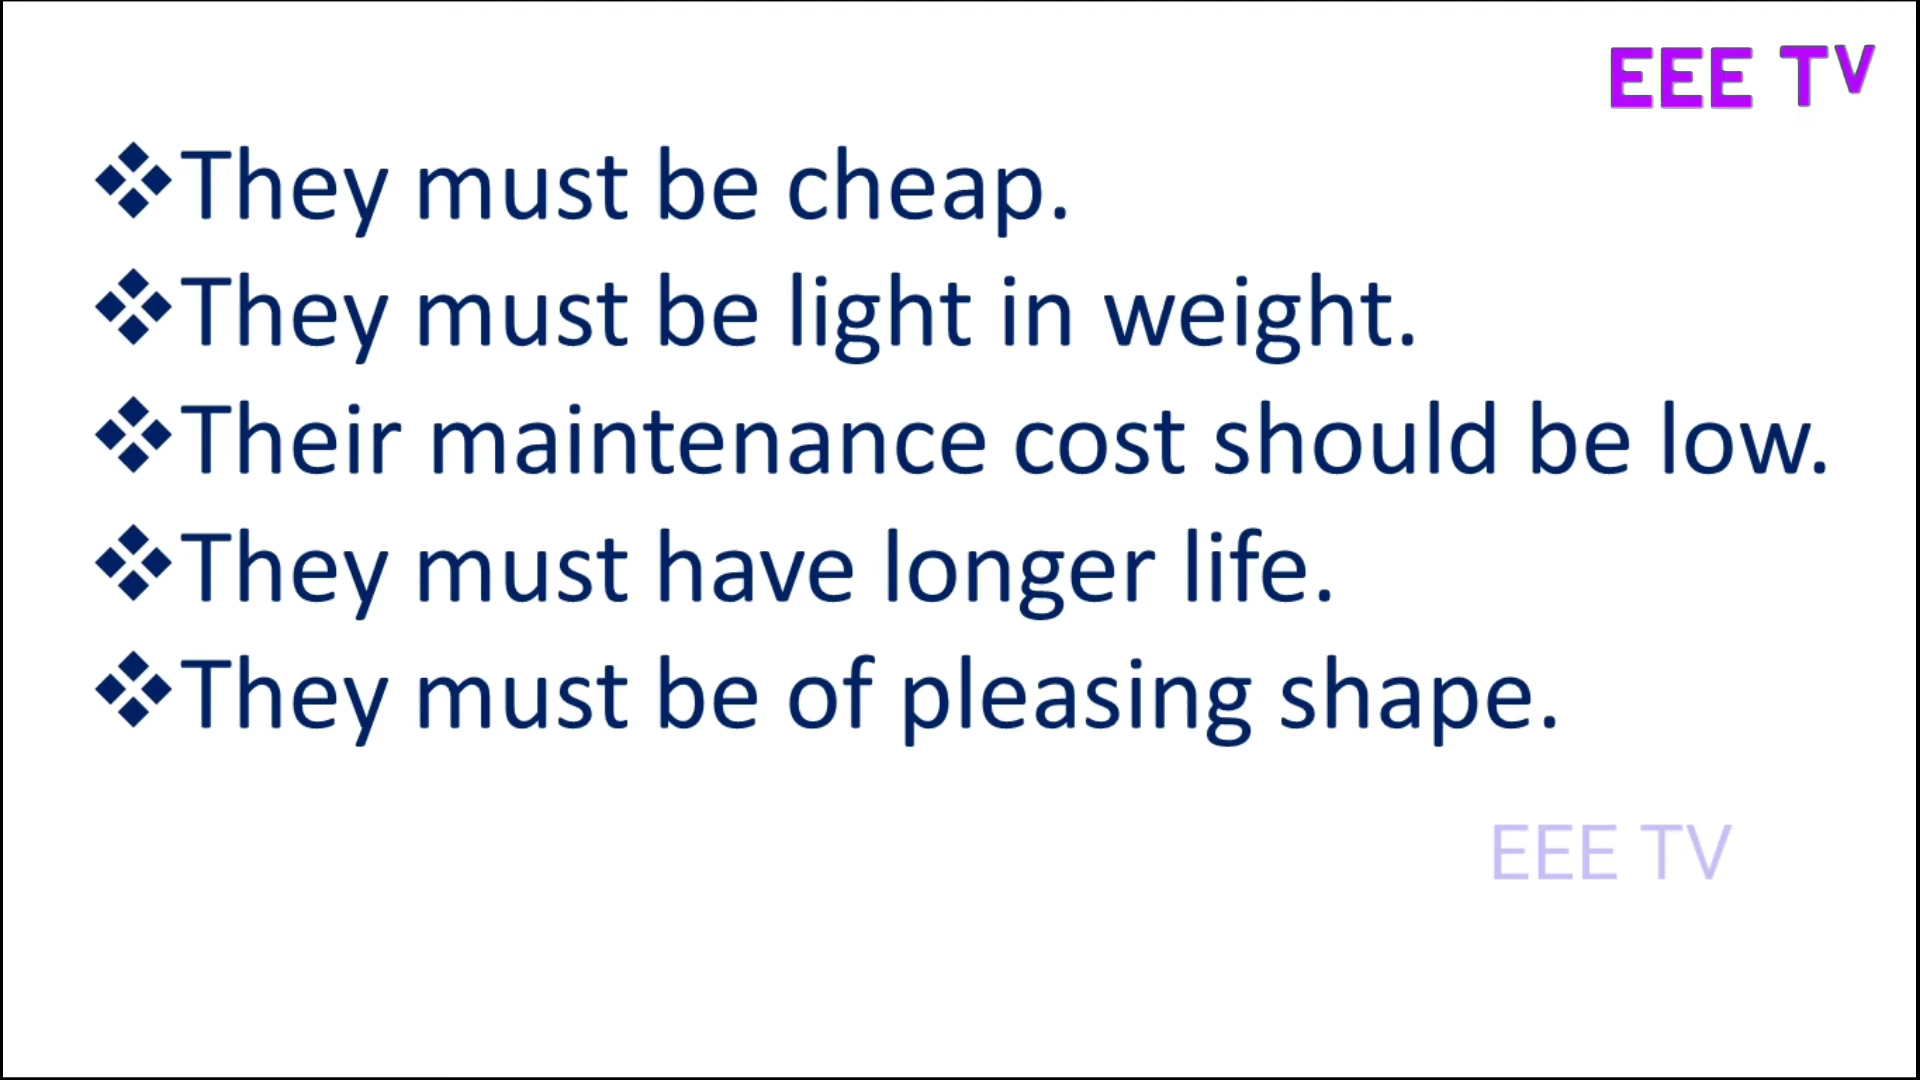 EEE TV
❖They must be cheap.
❖They must be light in weight.
❖Their maintenance cost should be low.
❖They must have longer life.
❖They must be of pleasing shape.
EEE TV